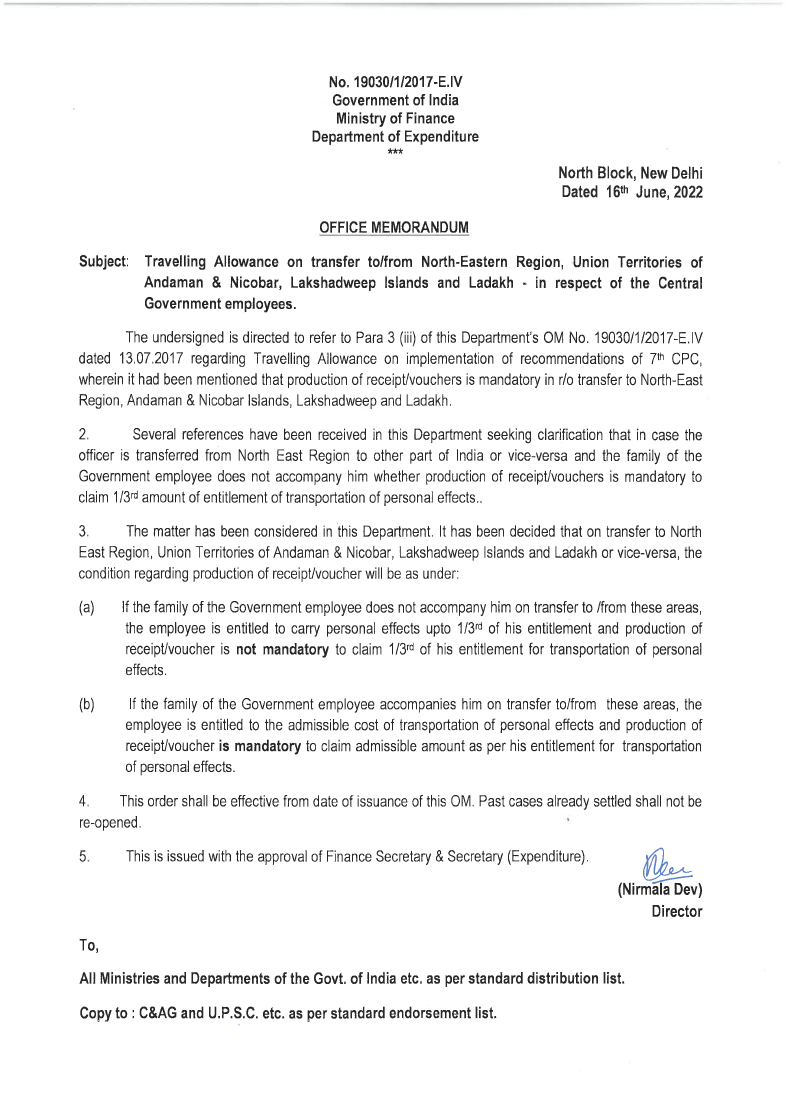 No. 19030/1/2017-E.IV
Government of India
Ministry of Finance
Department of Expenditure
***
North Block, New Delhi
Dated 16th June, 2022
OFFICE MEMORANDUM
Subject: Travelling Allowance on transfer to/from North-Eastern Region, Union Territories of
Andaman & Nicobar, Lakshadweep Islands and Ladakh - in respect of the Central
Government employees.
The undersigned is directed to refer to Para 3 (iii) of this Department's OM No. 19030/1/2017-E.IV
dated 13.07.2017 regarding Travelling Allowance on implementation of recommendations of 7th CPC,
wherein it had been mentioned that production of receipt/vouchers is mandatory in r/o transfer to North-East
Region, Andaman & Nicobar Islands, Lakshadweep and Ladakh.
2. Several references have been received in this Department seeking clarification that in case the
officer is transferred from North East Region to other part of India or vice-versa and the family of the
Government employee does not accompany him whether production of receipt/vouchers is mandatory to
claim 1/3rd amount of entitlement of transportation of personal effects..
3. The matter has been considered in this Department. It has been decided that on transfer to North
East Region, Union Territories of Andaman & Nicobar, Lakshadweep Islands and Ladakh or vice-versa, the
condition regarding production of receipt/voucher will be as under:
(a) If the family of the Government employee does not accompany him on transfer to /from these areas,
the employee is entitled to carry personal effects upto 1/3rd of his entitlement and production of
receipt/voucher is not mandatory to claim 1/3rd of his entitlement for transportation of personal
effects.
(b) If the family of the Government employee accompanies him on transfer to/from these areas, the
employee is entitled to the admissible cost of transportation of personal effects and production of
receipt/voucher is mandatory to claim admissible amount as per his entitlement for transportation
of personal effects.
4. This order shall be effective from date of issuance of this OM. Past cases already settled shall not be
re-opened.
5. This is issued with the approval of Finance Secretary & Secretary (Expenditure).
(Nirmala Dev)
Director
To,
All Ministries and Departments of the Govt. of India etc. as per standard distribution list.
Copy to : C&AG and U.P.S.C. etc. as per standard endorsement list.